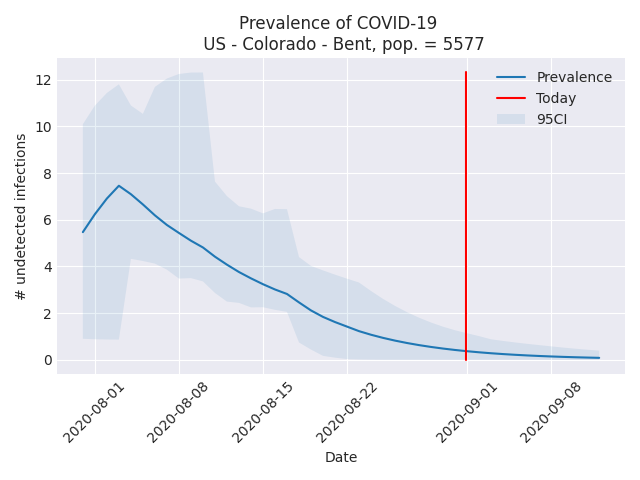 Prevalence of COVID-19
US - Colorado - Bent, pop. = 5577
Prevalence
Today
95CI
# undetected infections
12
10
8
6
4
2
0
2020-08-01
2020-08-08
2020-08-15
2020-08-22
2020-09-01
2020-09-08
Date